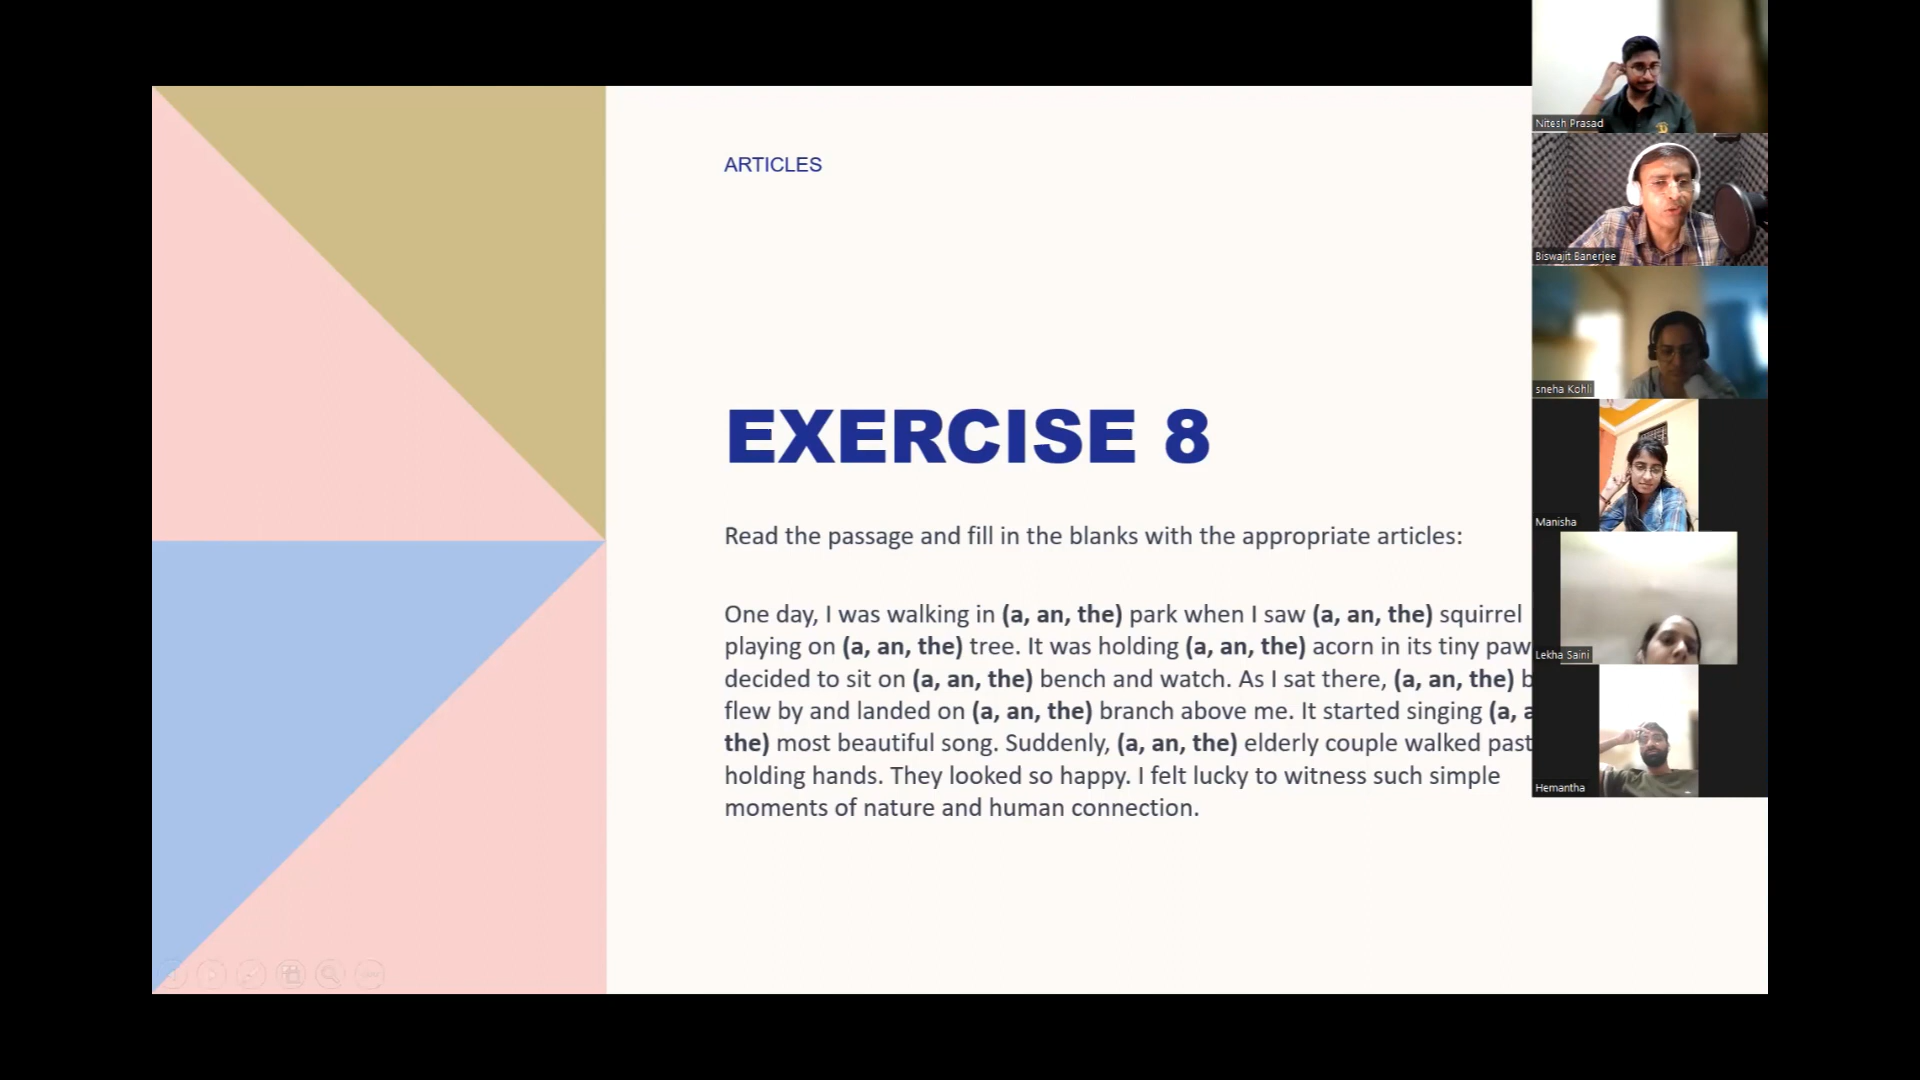 ARTICLES
EXERCISE 8
Read the passage and fill in the blanks with the appropriate articles:
One day, I was walking in (a, an, the) park when I saw (a, an, the) squirrel
playing on (a, an, the) tree. It was holding (a, an, the) acorn in its tiny paw
decided to sit on (a, an, the) bench and watch. As I sat there, (a, an, the) b
flew by and landed on (a, an, the) branch above me. It started singing (a, a
the) most beautiful song. Suddenly, (a, an, the) elderly couple walked past
holding hands. They looked so happy. I felt lucky to witness such simple
moments of nature and human connection.
Nitesh Prasad
Biswajit Banerjee
sneha Kohli
Manisha
Lekha Saini
Hemantha